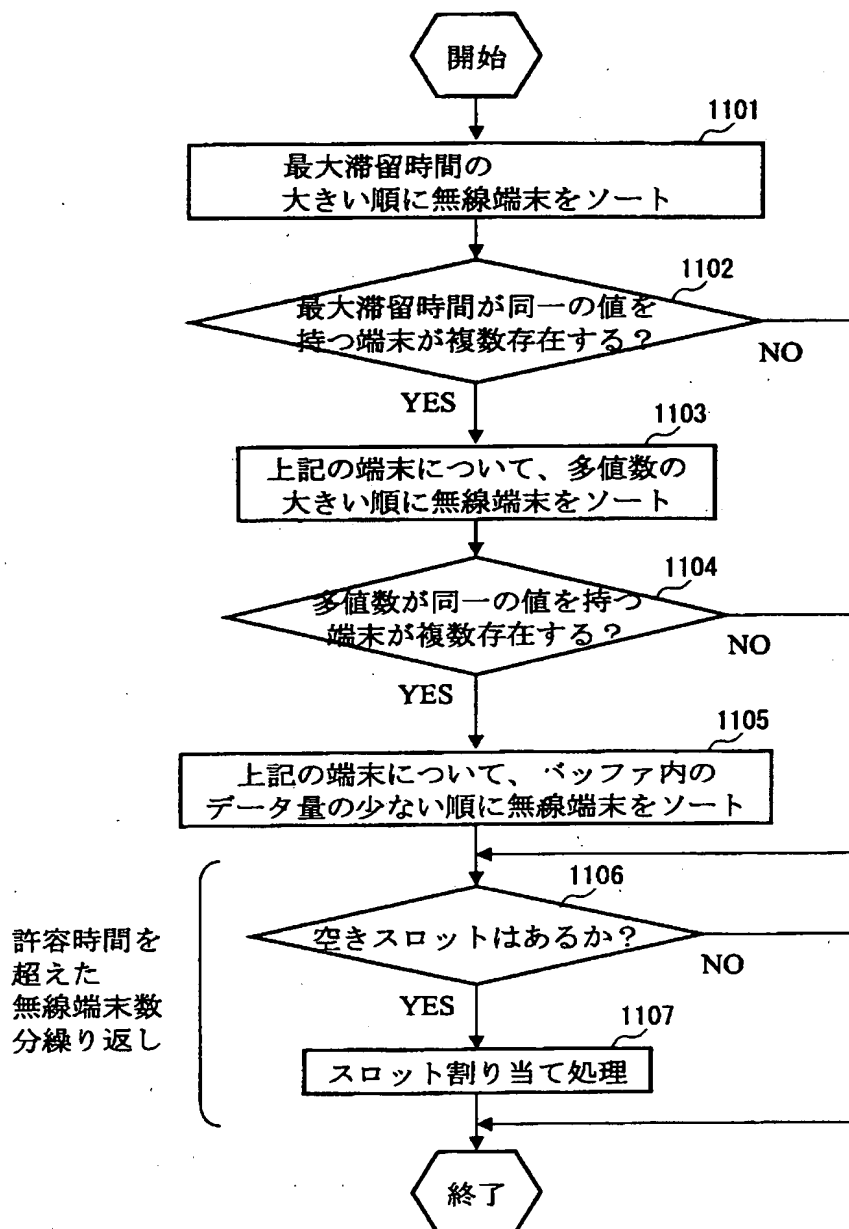 開始
1101
最大滞留時間の
大きい順に無線端末をソート
1102
最大滞留時間が同一の値を
持つ端末が複数存在する？
NO
YES
1103
上記の端末について、多値数の
大きい順に無線端末をソート
1104
多値数が同一の値を持つ
端末が複数存在する？
NO
YES
1105
上記の端末について、バッファ内の
データ量の少ない順に無線端末をソート
1106
空きスロットはあるか？
NO
YES
許容時間を
超えた
無線端末数
分繰り返し
1107
スロット割り当て処理
終了